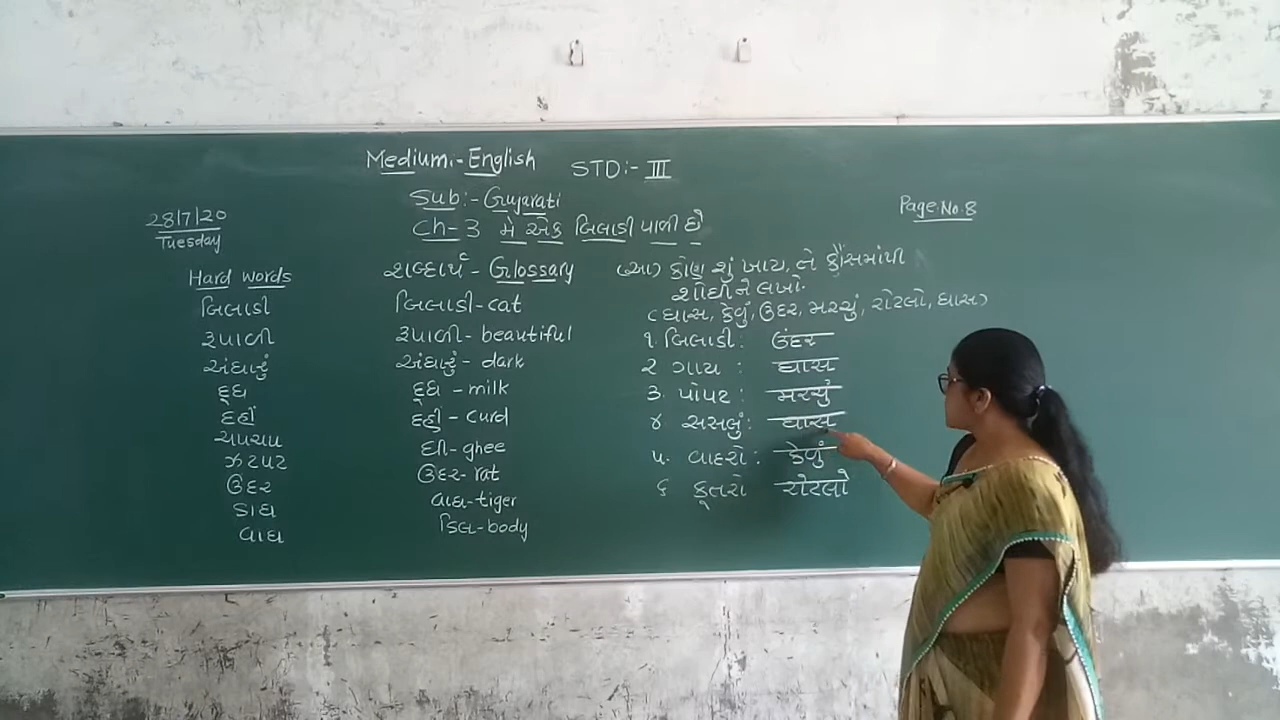 Medium:- English STD:- III
Sub:- Gujarati
Ch-3 મેં એક બિલાડી પાળી છે
28/7/20
Tuesday
Page No. 8
Hard words
બિલાડી
રૂપાળી
અંધારું
દૂધ
દહીં
ચપચપ
ઝટપટ
ઉંદર
ડાઘ
વાઘ
શબ્દાર્થ - Glossary
બિલાડી - cat
રૂપાળી - beautiful
અંધારું - dark
દૂધ - milk
દહીં - curd
ઘી - ghee
ઉંદર - rat
વાઘ - tiger
ડિલ - body
(આ) કોણ શું ખાય, તે કૌંસમાંથી
શોધીને લખો.
(ઘાસ, કેળું, ઉંદર, મરચું, રોટલો, ઘાસ)
૧. બિલાડી : ઉંદર
૨ ગાય : ઘાસ
૩. પોપટ : મરચું
૪ સસલું : ઘાસ
૫. વાદરો : કેળું
૬ કૂતરો રોટલો